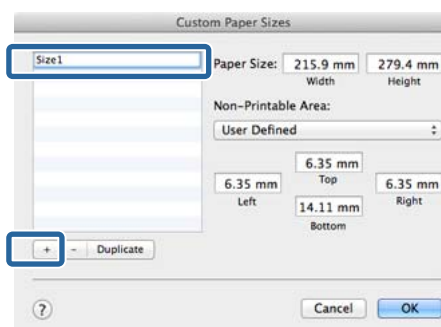 Custom Paper Sizes
Size1
Paper Size: 215.9 mm 279.4 mm
Width Height
Non-Printable Area:
User Defined
6.35 mm
Top
6.35 mm 6.35 mm
Left Right
14.11 mm
Bottom
+ - Duplicate
? Cancel OK